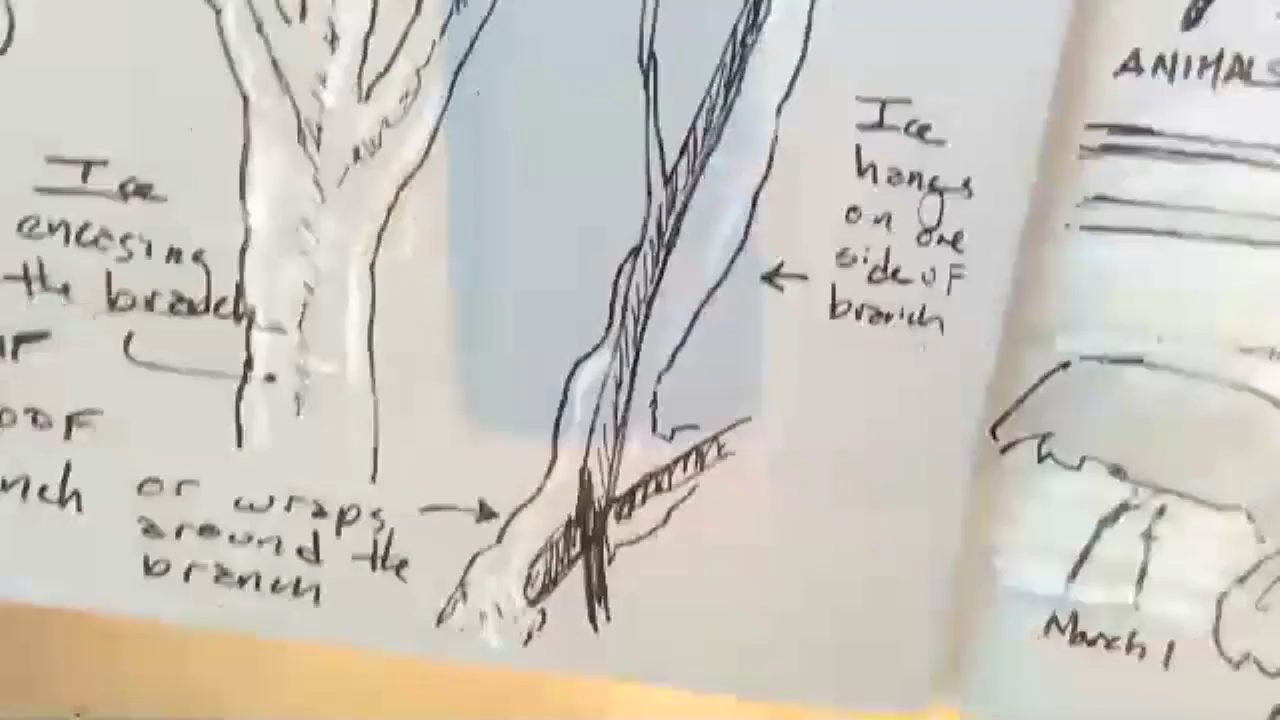 Ice
encasing
the branch
OOF
or wraps
around the
branch
Ice
hangs
on one
side of
branch
ANIMALS
March 1